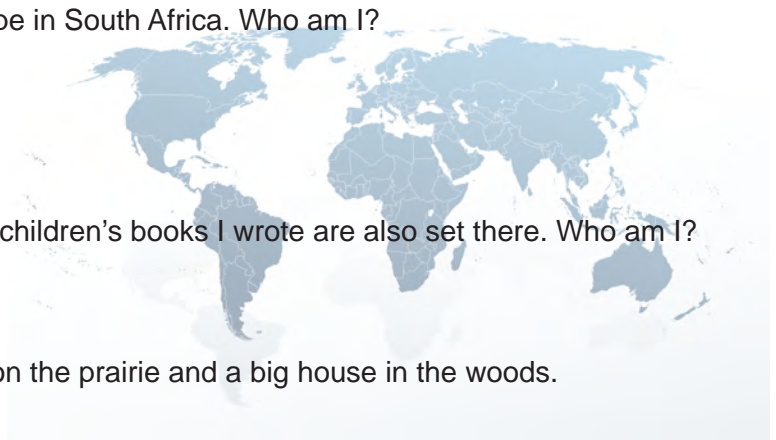 be in South Africa. Who am I?
children’s books I wrote are also set there. Who am I?
on the prairie and a big house in the woods.